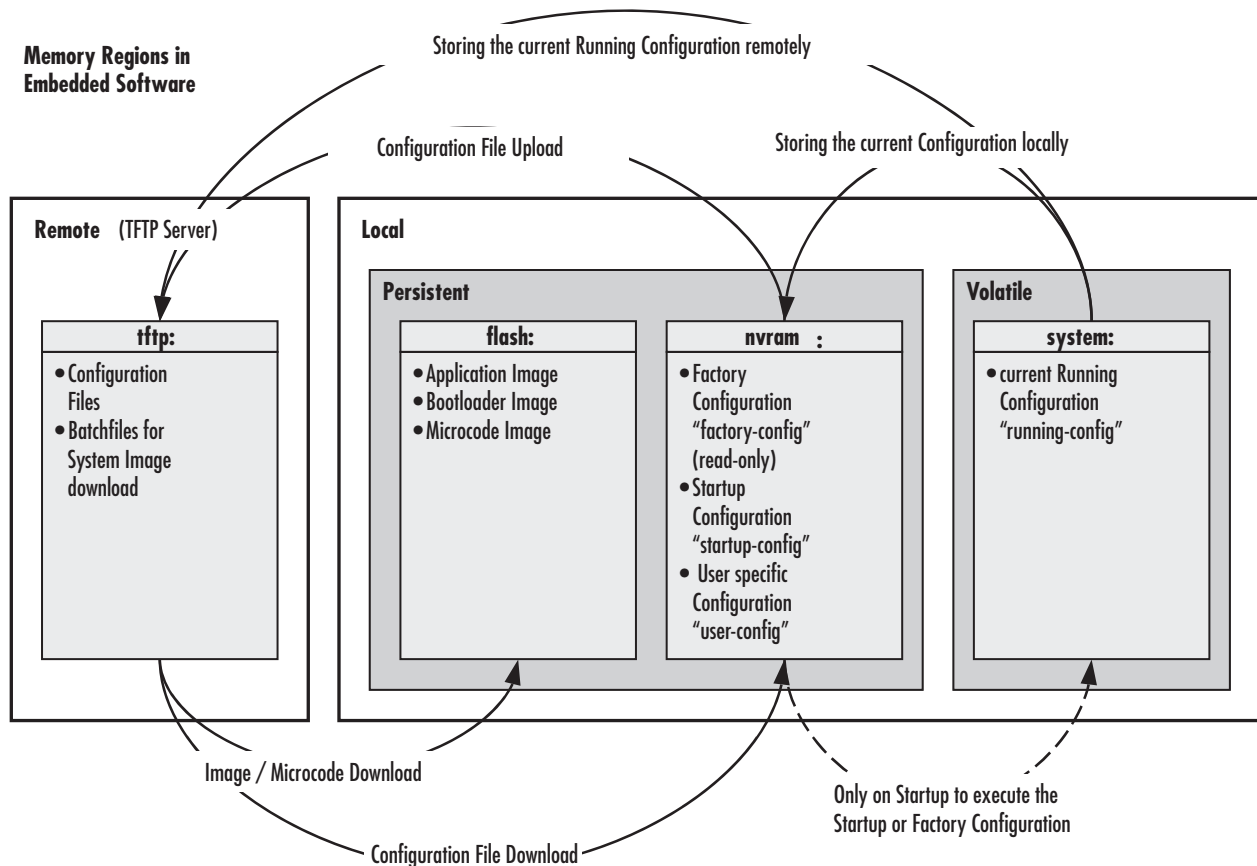 Memory Regions in
Embedded Software
Storing the current Running Configuration remotely
Configuration File Upload
Storing the current Configuration locally
Remote (TFTP Server)
Local
Persistent
Volatile
tftp:
• Configuration
Files
• Batchfiles for
System Image
download
flash:
• Application Image
• Bootloader Image
• Microcode Image
nvram :
• Factory
Configuration
“factory-config”
(read-only)
• Startup
Configuration
“startup-config”
• User specific
Configuration
“user-config”
system:
• current Running
Configuration
“running-config”
Image / Microcode Download
Only on Startup to execute the
Startup or Factory Configuration
Configuration File Download